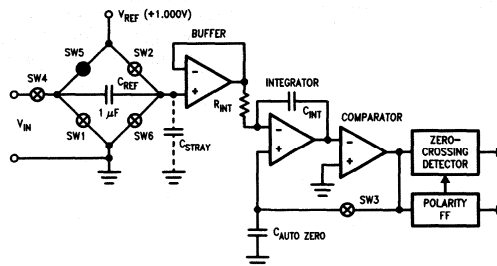 VREF (+1.000V)
SW5
SW2
BUFFER
SW4
CREF
-
+
INTEGRATOR
RINT
CINT
1 µF
VIN
SW1
SW6
CSTRAY
COMPARATOR
-
+
-
+
ZERO-
CROSSING
DETECTOR
SW3
POLARITY
FF
CAUTO ZERO